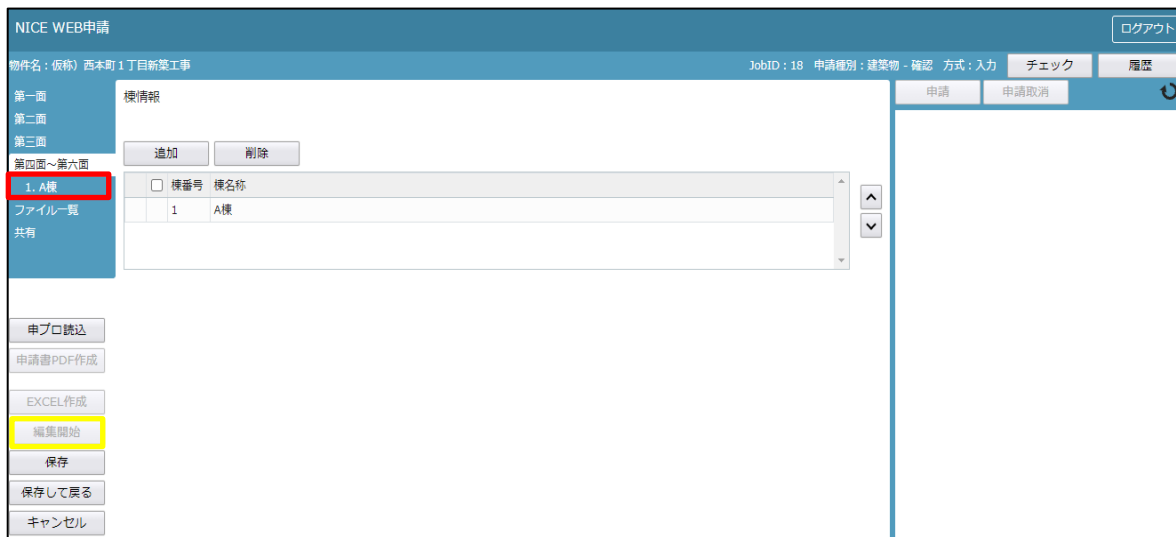 NICE WEB申請
ログアウト
物件名:仮称）西本町１丁目新築工事
JobID:18 申請種別:建築物 - 確認 方式:入力 チェック 履歴
第一面
第二面
第三面
第四面～第六面
1. A棟
ファイル一覧
共有
棟情報
追加 削除
棟番号 棟名称
1 A棟
申請 申請取消
申プロ読込
申請書PDF作成
EXCEL作成
編集開始
保存
保存して戻る
キャンセル